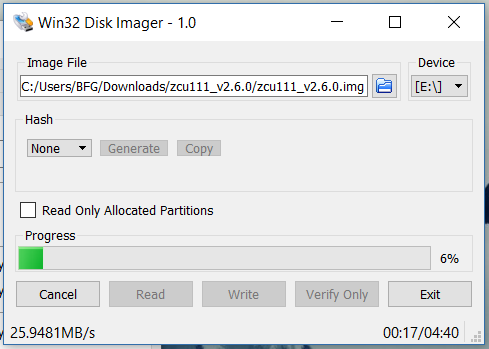 Win32 Disk Imager - 1.0
Image File
Device
C:/Users/BFG/Downloads/zcu111_v2.6.0/zcu111_v2.6.0.img
[E:\]
Hash
None
Generate
Copy
Read Only Allocated Partitions
Progress
6%
Cancel
Read
Write
Verify Only
Exit
25.9481MB/s
00:17/04:40